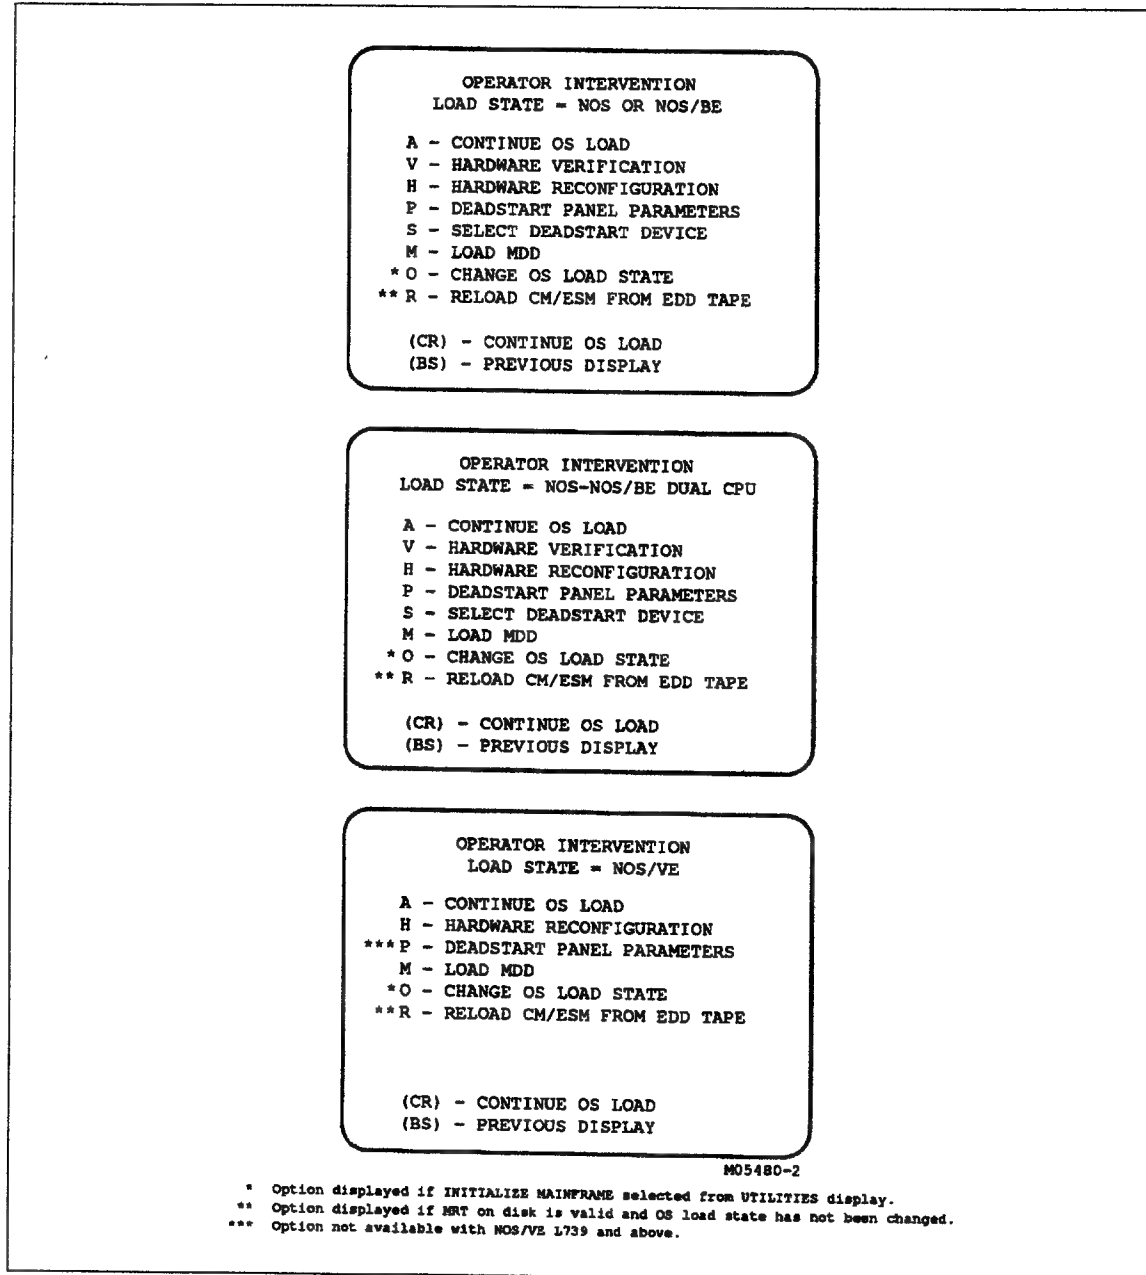 OPERATOR INTERVENTION
LOAD STATE = NOS OR NOS/BE
A - CONTINUE OS LOAD
V - HARDWARE VERIFICATION
H - HARDWARE RECONFIGURATION
P - DEADSTART PANEL PARAMETERS
S - SELECT DEADSTART DEVICE
M - LOAD MDD
* O - CHANGE OS LOAD STATE
** R - RELOAD CM/ESM FROM EDD TAPE
(CR) - CONTINUE OS LOAD
(BS) - PREVIOUS DISPLAY
OPERATOR INTERVENTION
LOAD STATE = NOS-NOS/BE DUAL CPU
A - CONTINUE OS LOAD
V - HARDWARE VERIFICATION
H - HARDWARE RECONFIGURATION
P - DEADSTART PANEL PARAMETERS
S - SELECT DEADSTART DEVICE
M - LOAD MDD
* O - CHANGE OS LOAD STATE
** R - RELOAD CM/ESM FROM EDD TAPE
(CR) - CONTINUE OS LOAD
(BS) - PREVIOUS DISPLAY
OPERATOR INTERVENTION
LOAD STATE = NOS/VE
A - CONTINUE OS LOAD
H - HARDWARE RECONFIGURATION
***P - DEADSTART PANEL PARAMETERS
M - LOAD MDD
*O - CHANGE OS LOAD STATE
**R - RELOAD CM/ESM FROM EDD TAPE
(CR) - CONTINUE OS LOAD
(BS) - PREVIOUS DISPLAY
M05480-2
* Option displayed if INITIALIZE MAINFRAME selected from UTILITIES display.
** Option displayed if MRT on disk is valid and OS load state has not been changed.
*** Option not available with NOS/VE L739 and above.